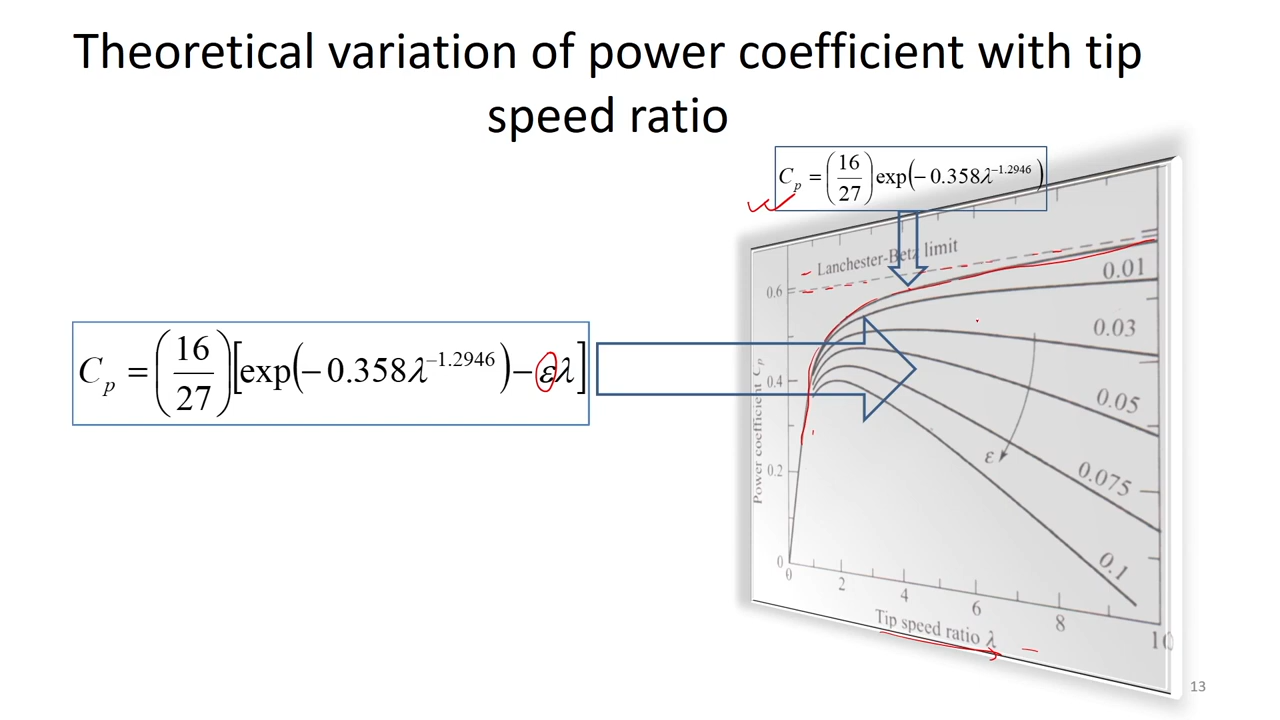 Theoretical variation of power coefficient with tip
speed ratio
C_p = (16/27) exp(−0.358λ^−1.2946)
C_p = (16/27)[exp(−0.358λ^−1.2946) − ελ]
Lanchester-Betz limit
0.6
0.4
0.2
0
Power coefficient C_p
0.01
0.03
0.05
0.075
0.1
ε
0
2
4
6
8
10
Tip speed ratio λ
13